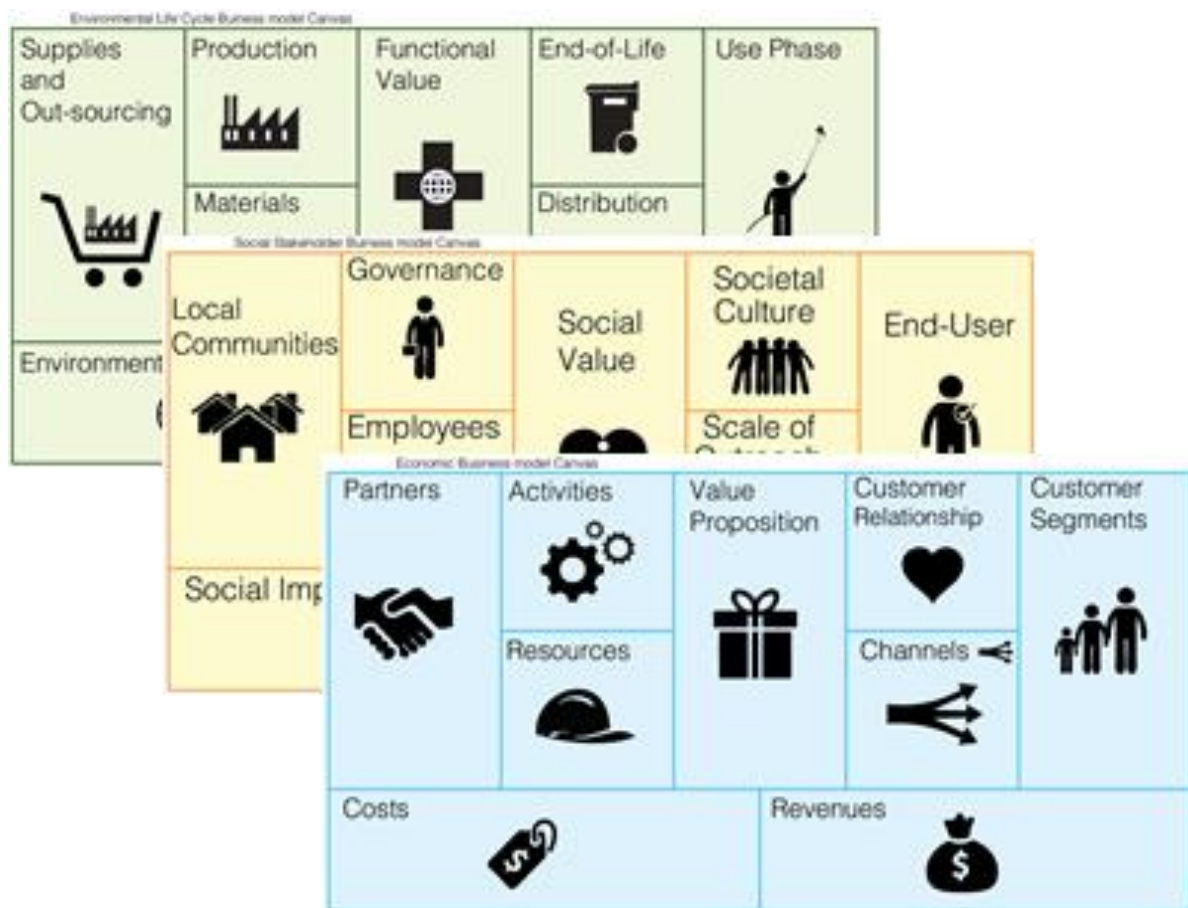 Environmental Life Cycle Buiness model Canvas
Supplies
and
Out-sourcing
Production
Functional
Value
End-of-Life
Use Phase
Materials
Distribution
Environment
Social Stakeholder Buiness model Canvas
Local
Communities
Governance
Social
Value
Societal
Culture
End-User
Employees
Scale of
Social Imp
Economic Business model Canvas
Partners
Activities
Value
Proposition
Customer
Relationship
Customer
Segments
Resources
Channels
Costs
$
Revenues
$